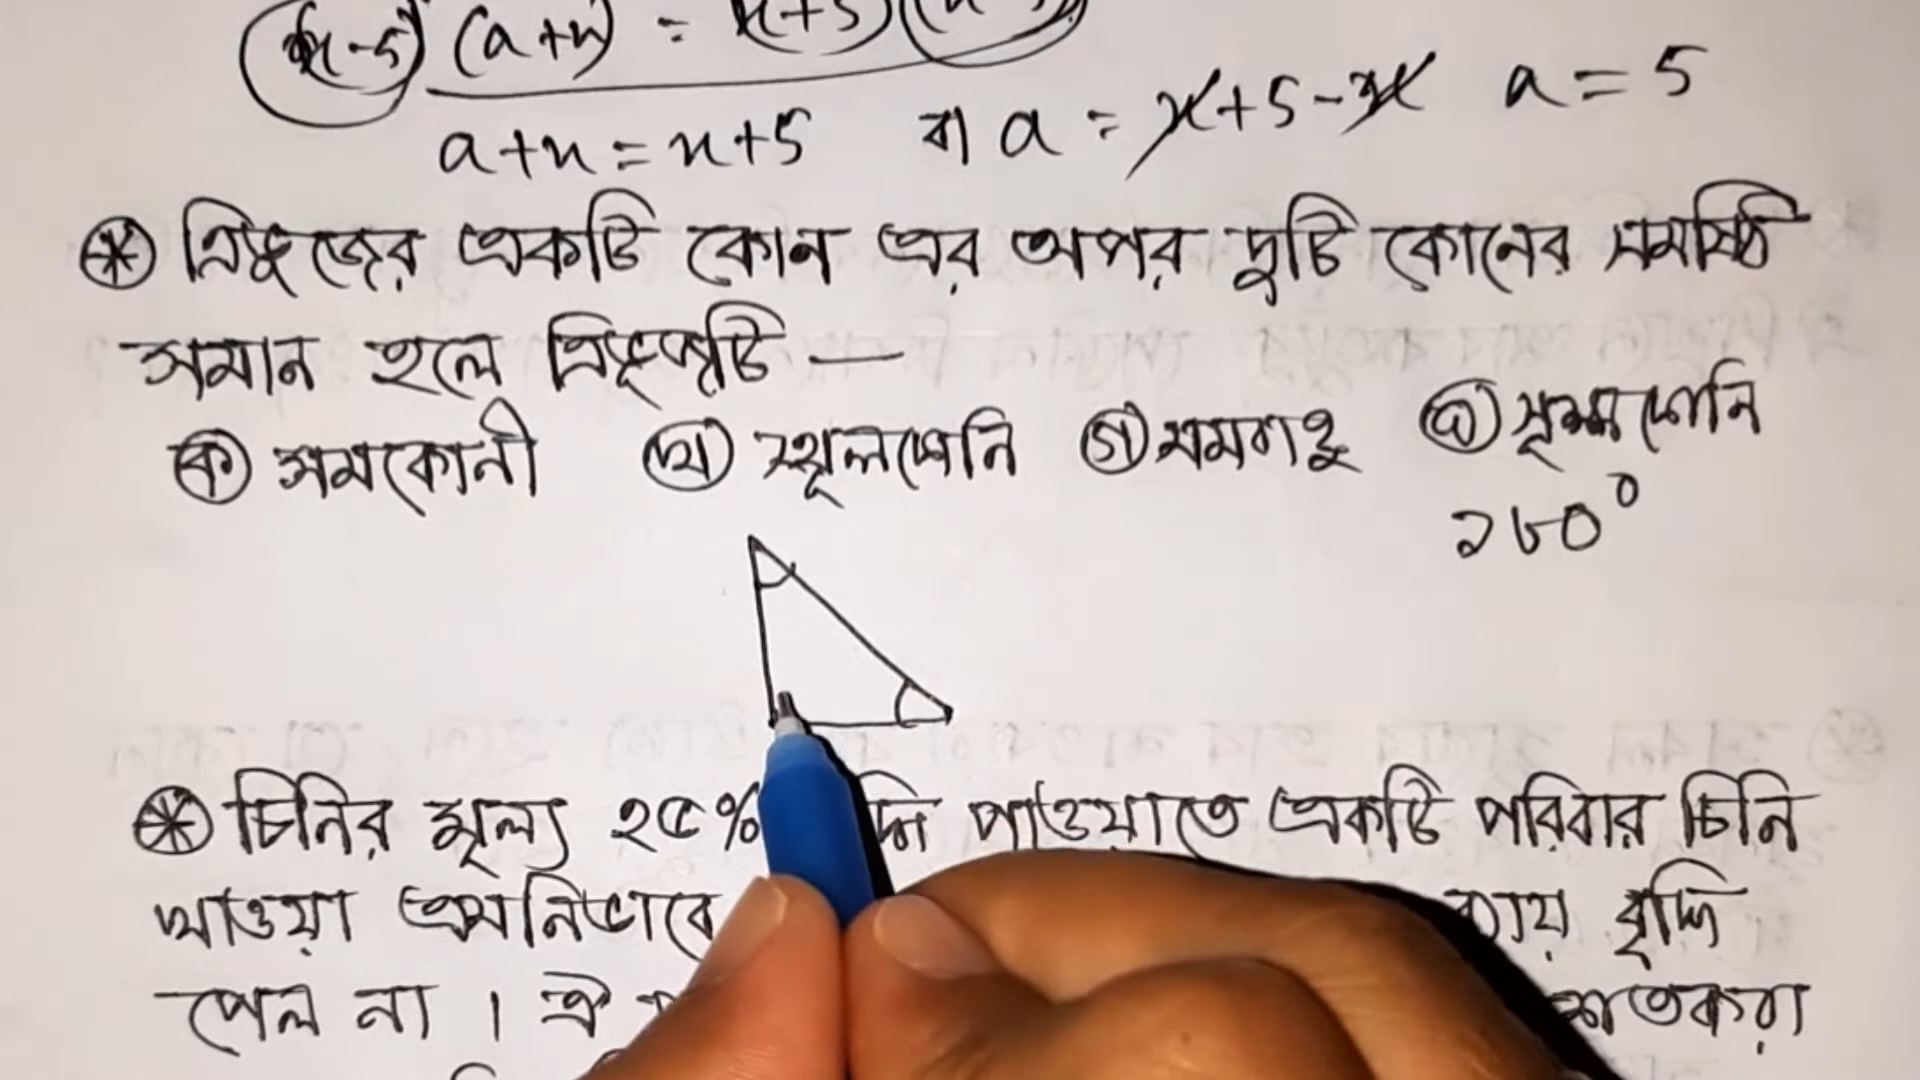 (a+x) = x+5)
a+x = x+5 বা a = x+5-x a = 5
ত্রিভুজের একটি কোন এর অপর দুটি কোনের সমষ্ঠি
সমান হলে ত্রিভূজটি —
ক সমকোনী খ স্থূলকোনি গ সমবাহু ঘ সূক্ষ্মকোনি
১৮০°
চিনির মূল্য ২৫% পাওয়াতে একটি পরিবার চিনি
খাওয়া এমনিভাবে ব্যয় বৃদ্দি
পেল না । ঐ শতকরা